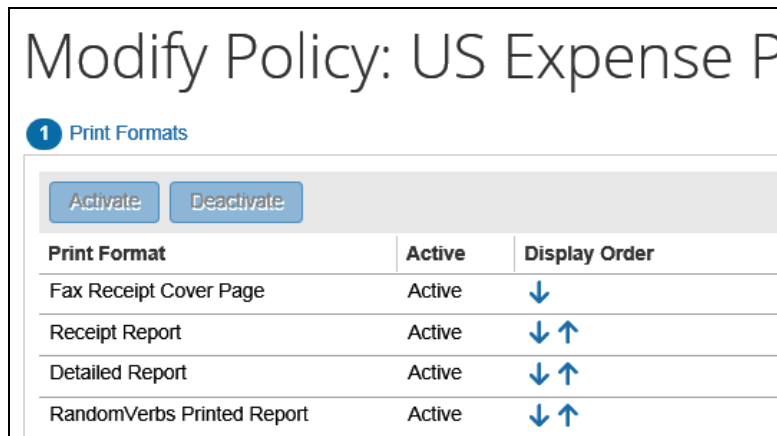 Modify Policy: US Expense P
1 Print Formats
Activate Deactivate
Print Format Active Display Order
Fax Receipt Cover Page Active
Receipt Report Active
Detailed Report Active
RandomVerbs Printed Report Active